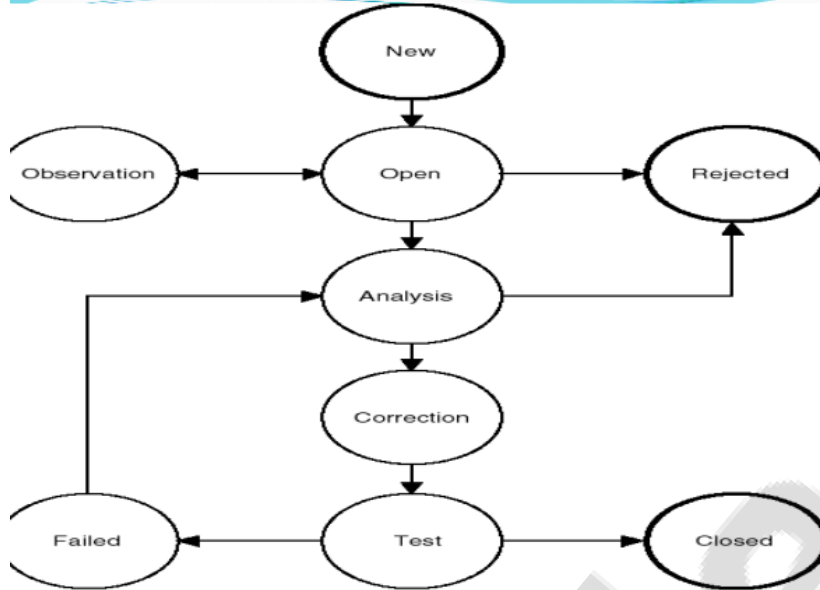 New
Observation
Open
Rejected
Analysis
Correction
Failed
Test
Closed